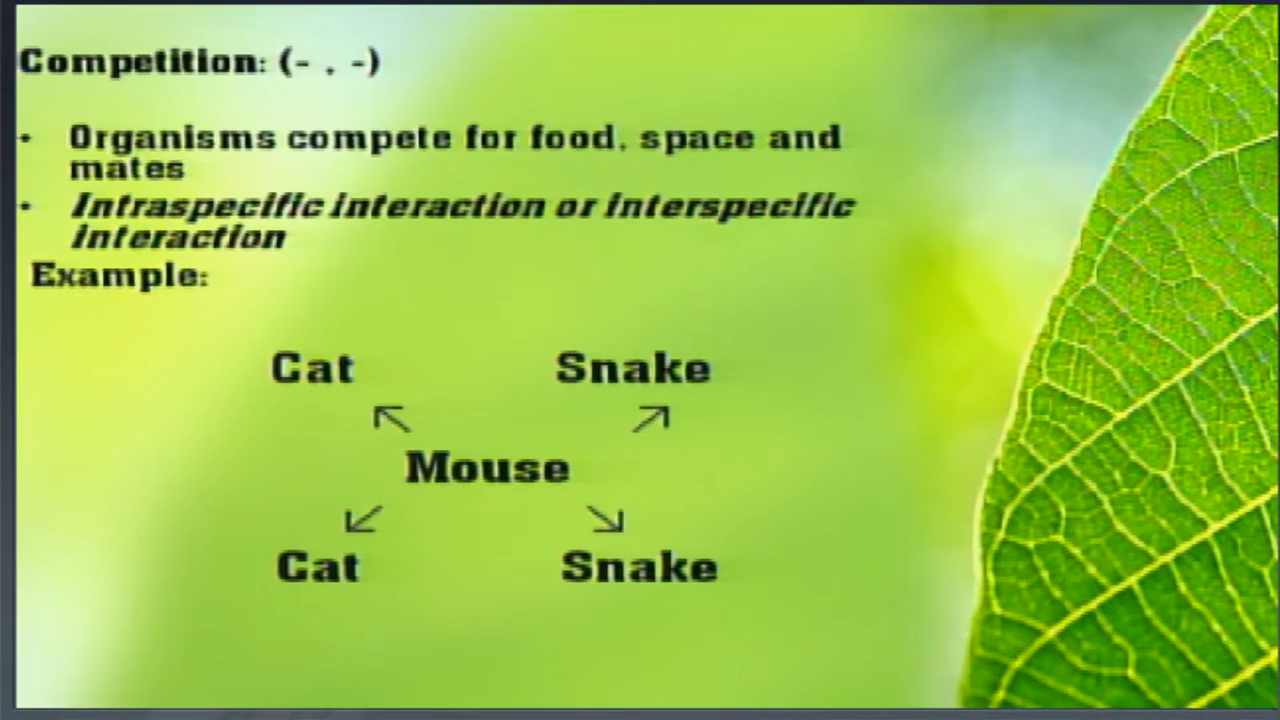 Competition: (- , -)
• Organisms compete for food, space and
mates
• Intraspecific interaction or interspecific
interaction
Example:
Cat Snake
Mouse
Cat Snake